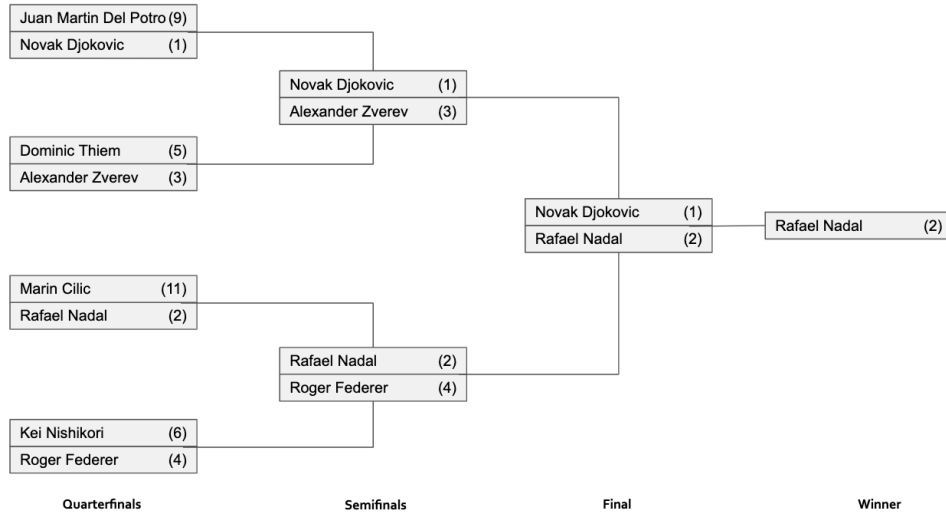 Juan Martin Del Potro (9)
Novak Djokovic (1)
Novak Djokovic (1)
Alexander Zverev (3)
Dominic Thiem (5)
Alexander Zverev (3)
Novak Djokovic (1)
Rafael Nadal (2)
Rafael Nadal (2)
Marin Cilic (11)
Rafael Nadal (2)
Rafael Nadal (2)
Roger Federer (4)
Kei Nishikori (6)
Roger Federer (4)
Quarterfinals Semifinals Final Winner